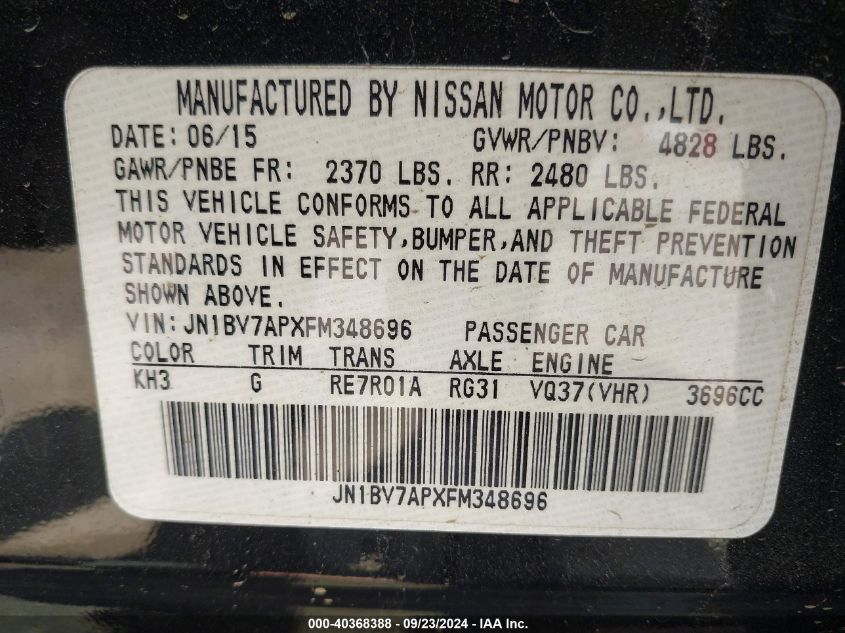 MANUFACTURED BY NISSAN MOTOR CO.,LTD.
DATE: 06/15 GVWR/PNBV: 4828 LBS.
GAWR/PNBE FR: 2370 LBS. RR: 2480 LBS.
THIS VEHICLE CONFORMS TO ALL APPLICABLE FEDERAL
MOTOR VEHICLE SAFETY,BUMPER,AND THEFT PREVENTION
STANDARDS IN EFFECT ON THE DATE OF MANUFACTURE
SHOWN ABOVE.
VIN:JN1BV7APXFM348696 PASSENGER CAR
COLOR TRIM TRANS AXLE ENGINE
KH3 G RE7R01A RG31 VQ37(VHR) 3696CC
JN1BV7APXFM348696
000-40368388 - 09/23/2024 - IAA Inc.